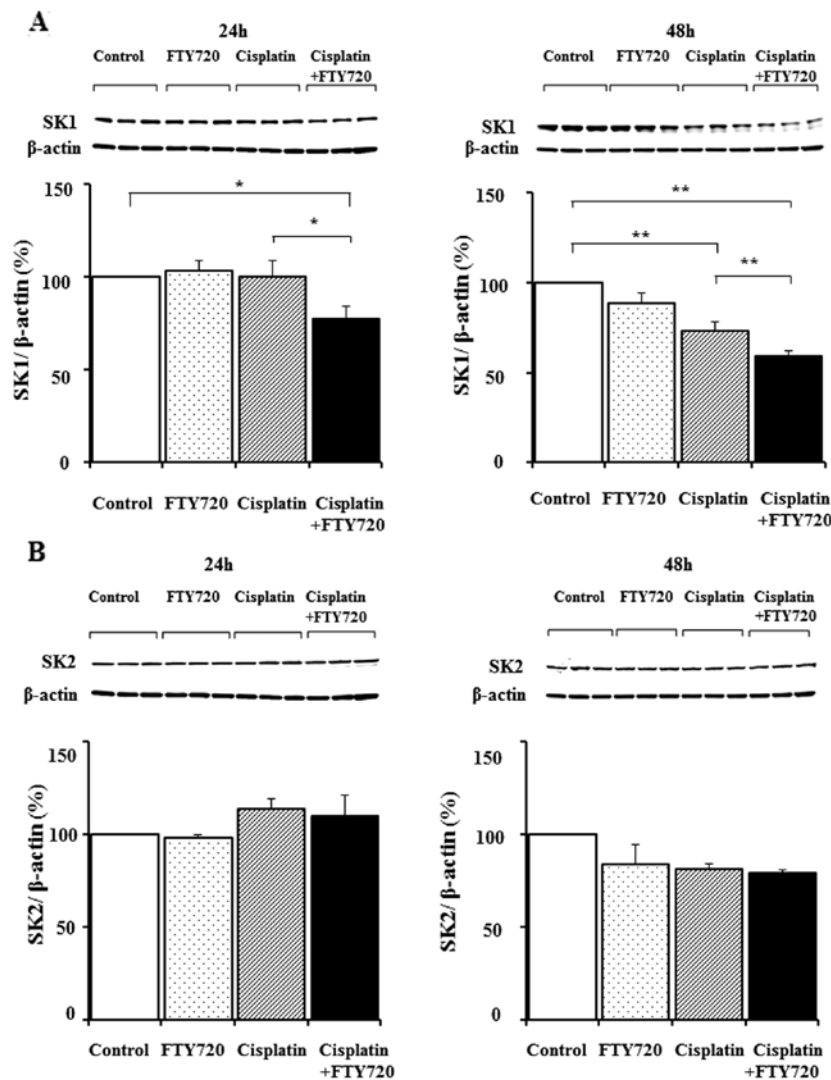 A
24h
Control FTY720 Cisplatin Cisplatin
+FTY720
SK1
β-actin
150
*
*
100
50
0
SK1/ β-actin (%)
Control FTY720 Cisplatin Cisplatin
+FTY720
48h
Control FTY720 Cisplatin Cisplatin
+FTY720
SK1
β-actin
150
**
**
**
100
50
0
SK1/ β-actin (%)
Control FTY720 Cisplatin Cisplatin
+FTY720
B
24h
Control FTY720 Cisplatin Cisplatin
+FTY720
SK2
β-actin
150
100
50
0
SK2/ β-actin (%)
Control FTY720 Cisplatin Cisplatin
+FTY720
48h
Control FTY720 Cisplatin Cisplatin
+FTY720
SK2
β-actin
150
100
50
0
SK2/ β-actin (%)
Control FTY720 Cisplatin Cisplatin
+FTY720